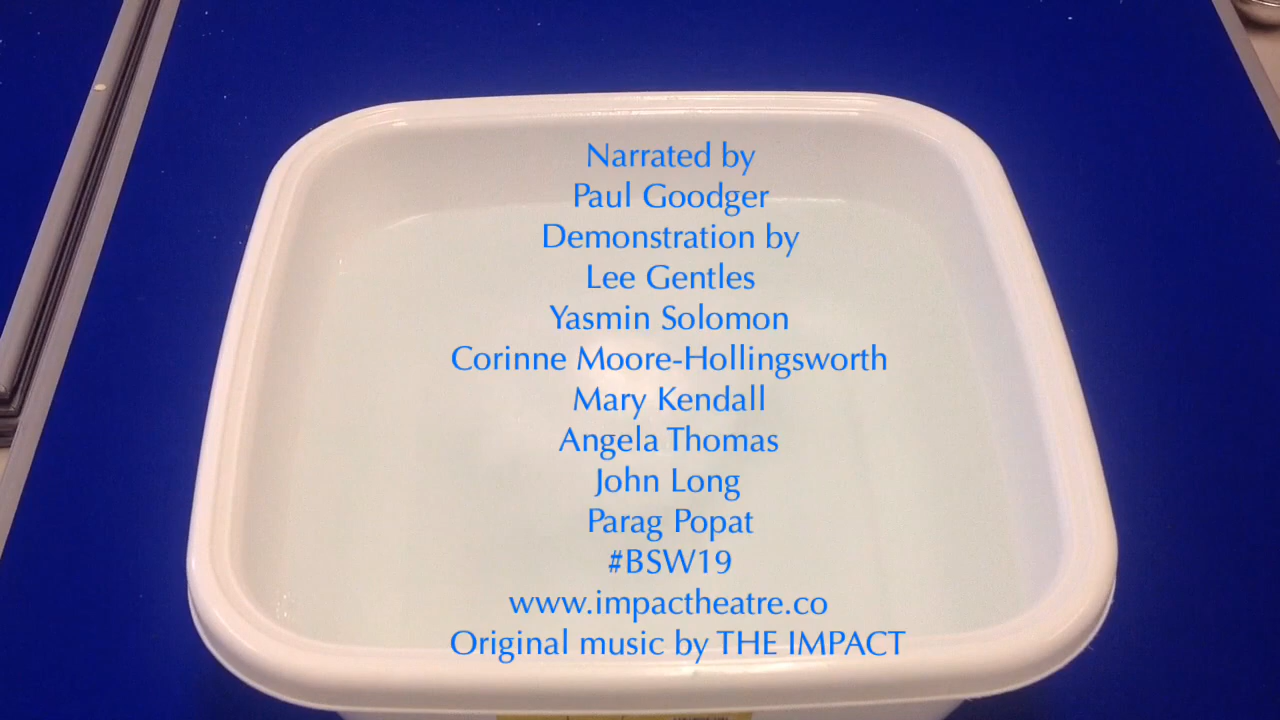 Narrated by
Paul Goodger
Demonstration by
Lee Gentles
Yasmin Solomon
Corinne Moore-Hollingsworth
Mary Kendall
Angela Thomas
John Long
Parag Popat
#BSW19
www.impactheatre.co
Original music by THE IMPACT